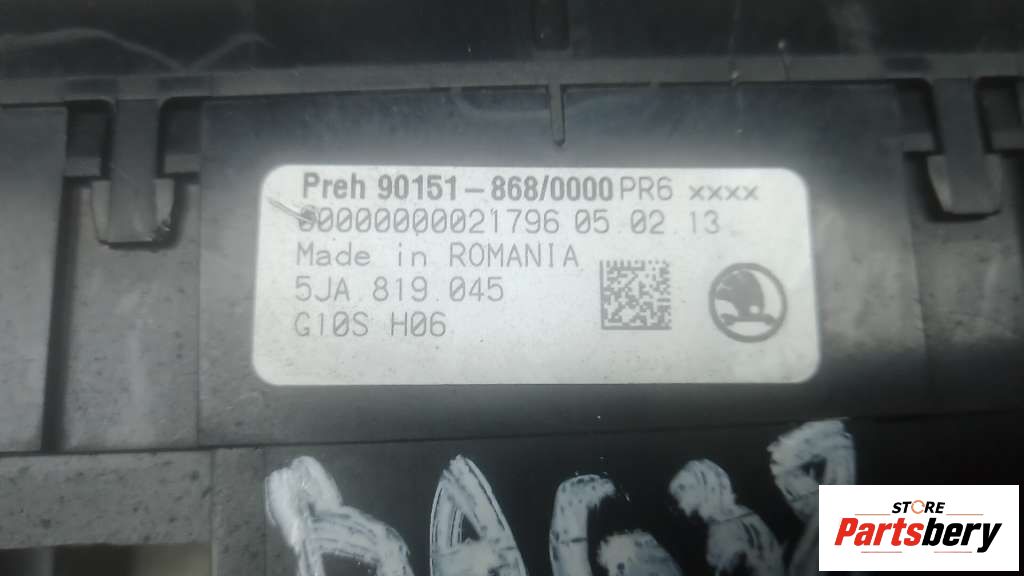 Preh 90151-868/0000 PR6 xxxx
00000000021796 05 02 13
Made in ROMANIA
5JA 819 045
G10S H06
STORE
Partsbery